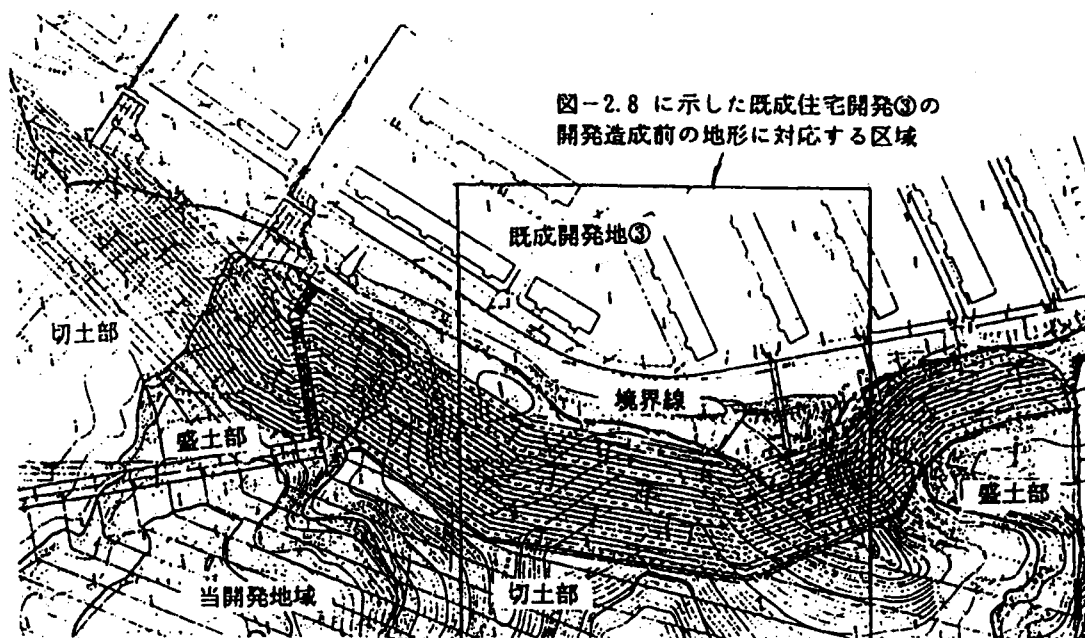 図－2.8 に示した既成住宅開発③の
開発造成前の地形に対応する区域
既成開発地③
切土部
境界線
盛土部
盛土部
当開発地域
切土部